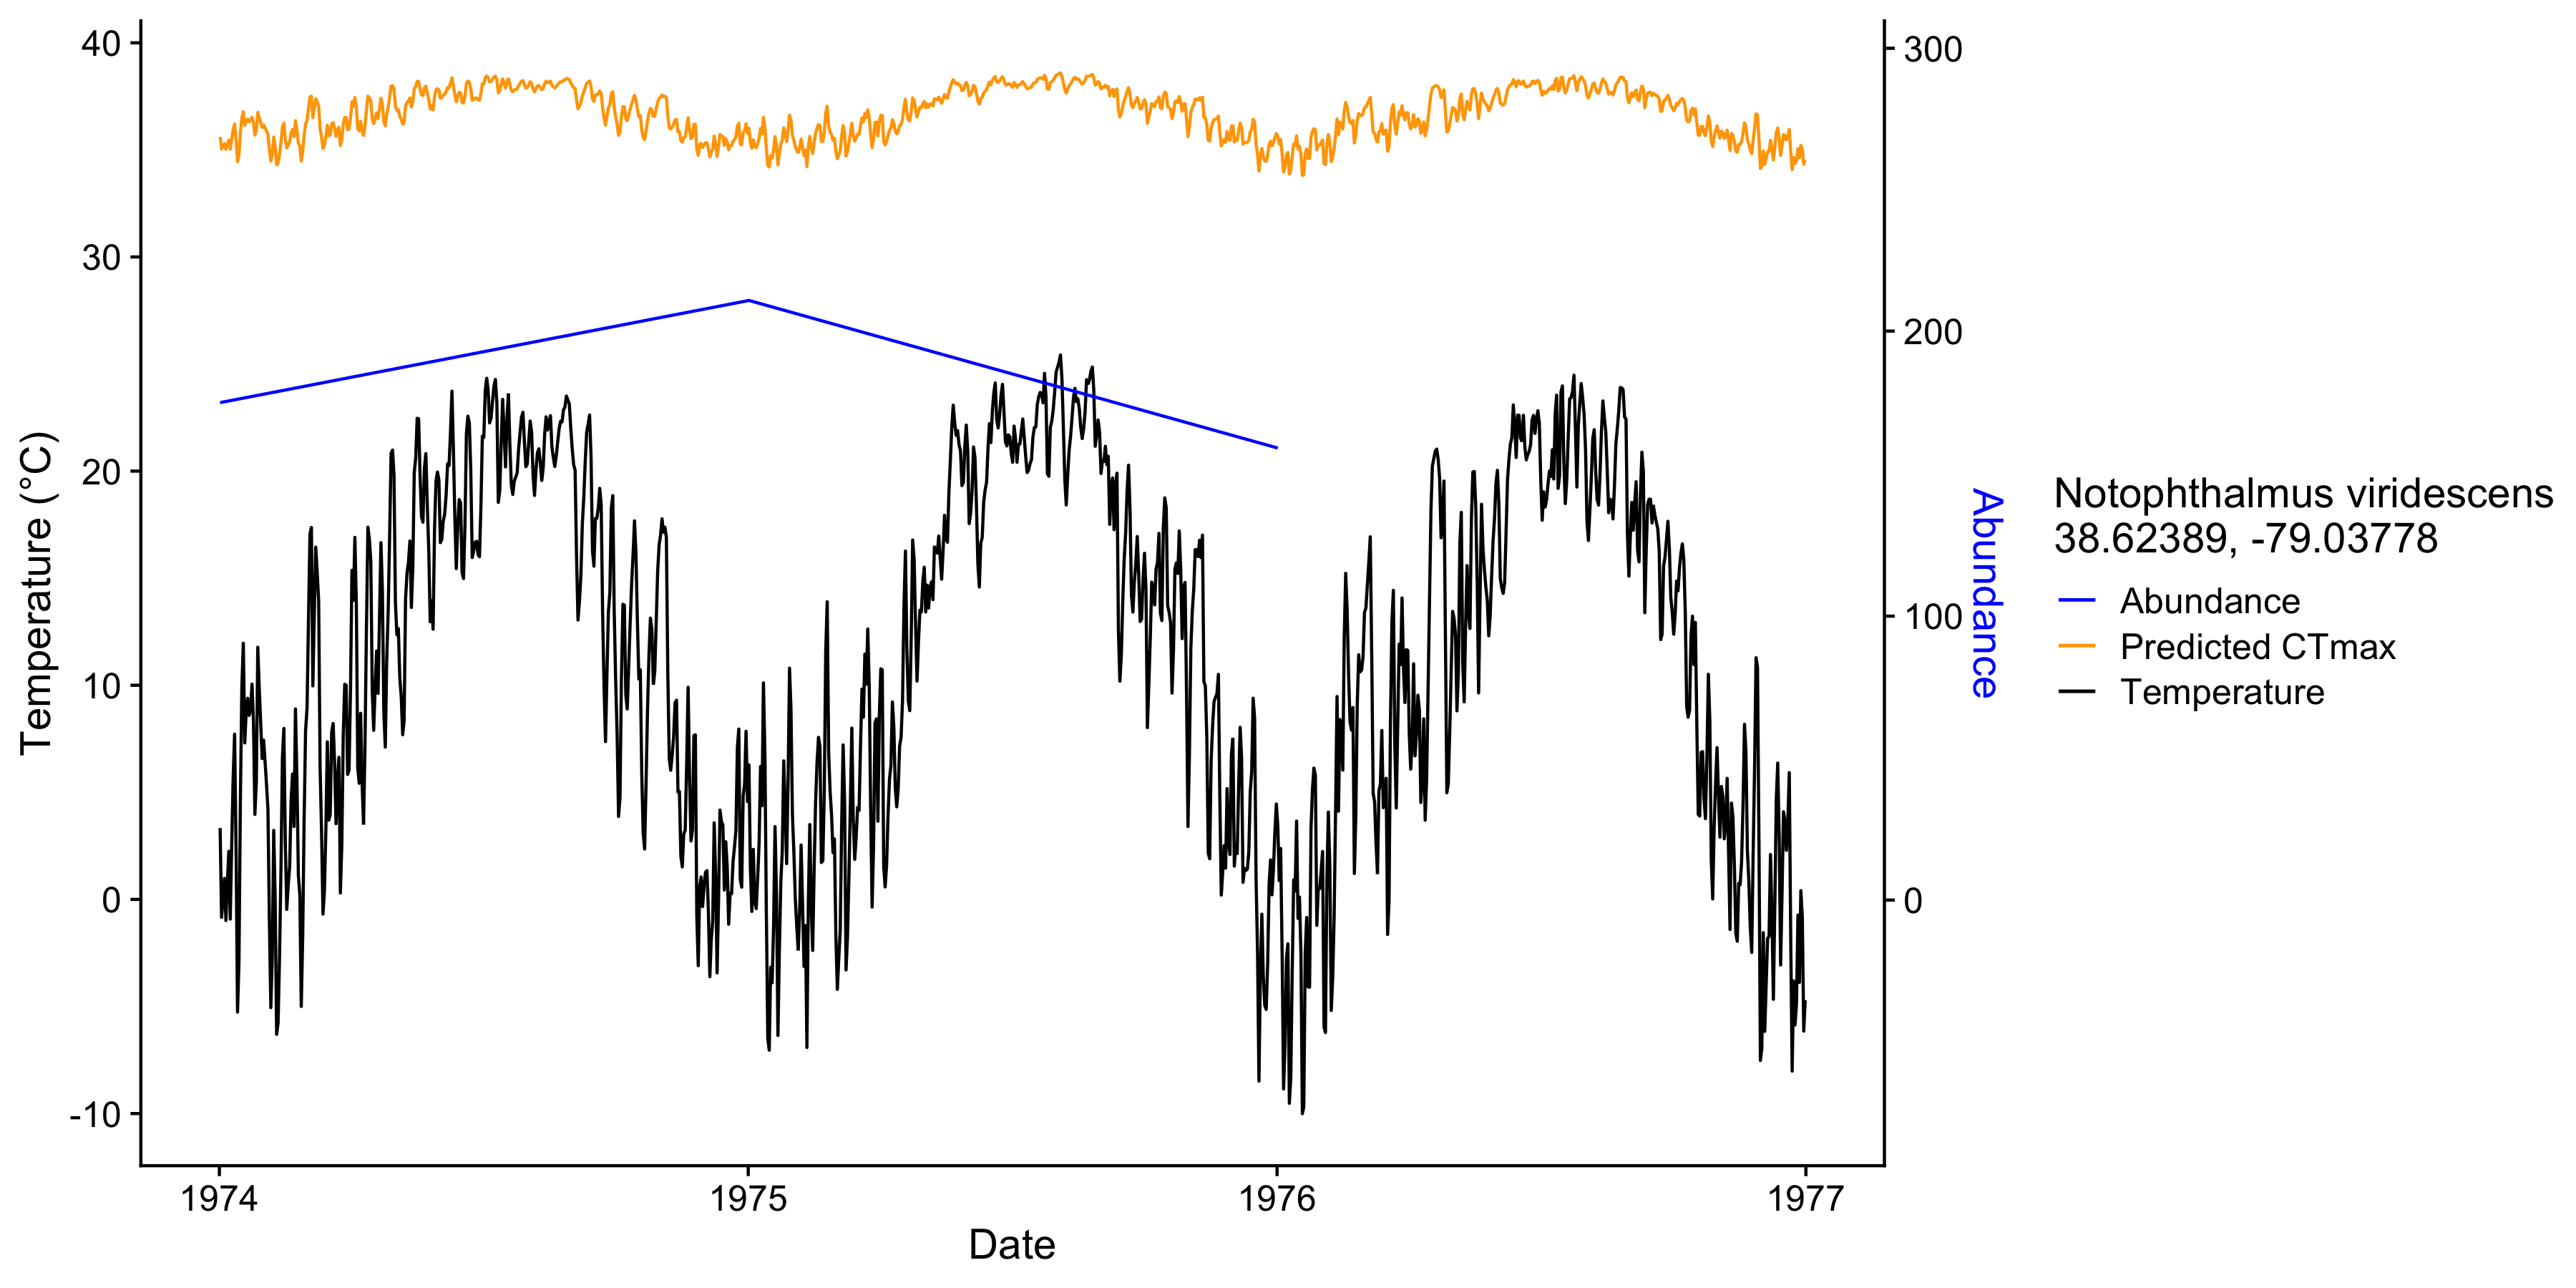 40
30
20
10
0
-10
Temperature (°C)
1974
1975
1976
1977
Date
300
200
100
0
Abundance
Notophthalmus viridescens
38.62389, -79.03778
Abundance
Predicted CTmax
Temperature